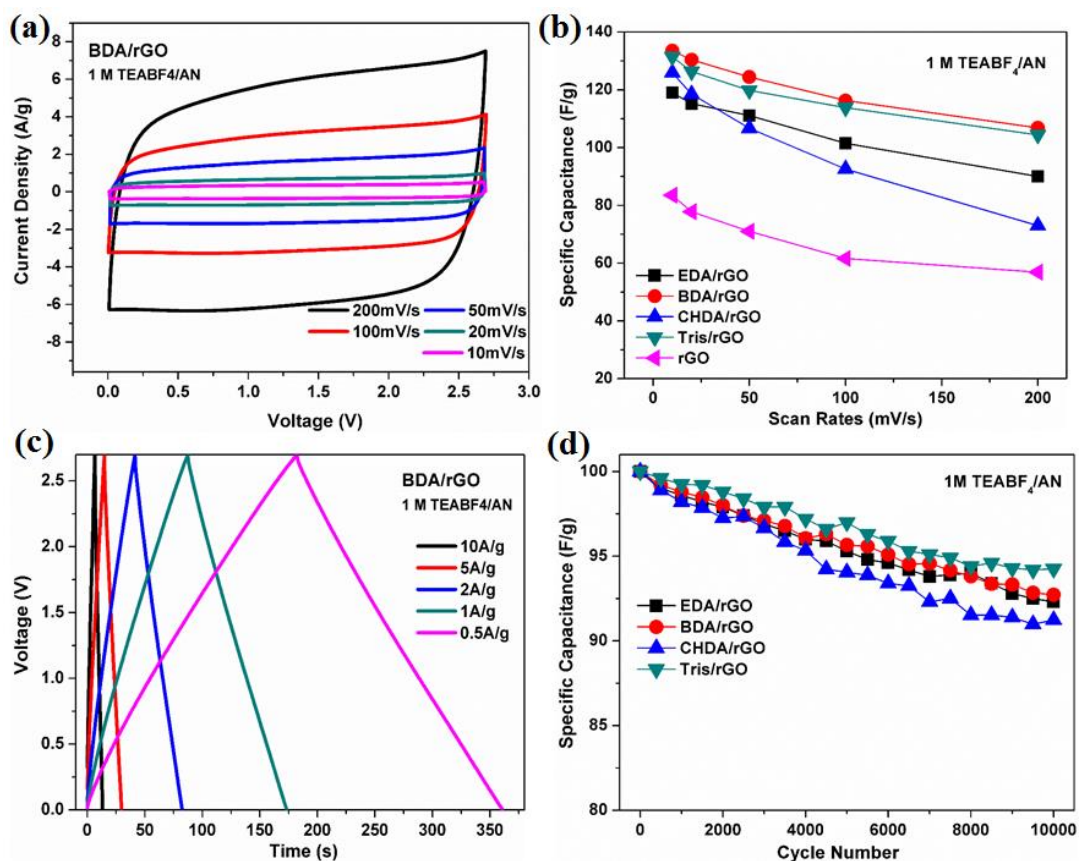 (a)
BDA/rGO
1 M TEABF4/AN
Current Density (A/g)
8
6
4
2
0
-2
-4
-6
-8
200mV/s
50mV/s
100mV/s
20mV/s
10mV/s
0.0
0.5
1.0
1.5
2.0
2.5
3.0
Voltage (V)
(b)
1 M TEABF₄/AN
Specific Capacitance (F/g)
140
120
100
80
60
40
20
EDA/rGO
BDA/rGO
CHDA/rGO
Tris/rGO
rGO
0
50
100
150
200
Scan Rates (mV/s)
(c)
BDA/rGO
1 M TEABF4/AN
Voltage (V)
2.5
2.0
1.5
1.0
0.5
0.0
10A/g
5A/g
2A/g
1A/g
0.5A/g
0
50
100
150
200
250
300
350
Time (s)
(d)
1M TEABF₄/AN
Specific Capacitance (F/g)
100
95
90
85
80
EDA/rGO
BDA/rGO
CHDA/rGO
Tris/rGO
0
2000
4000
6000
8000
10000
Cycle Number